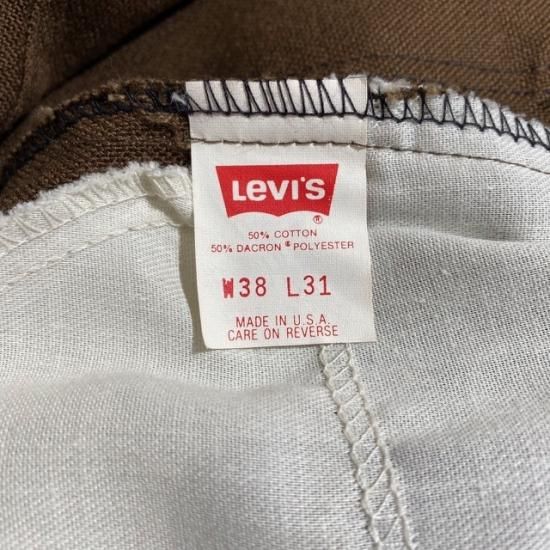 LEVI'S
®
50% COTTON
50% DACRON® POLYESTER
W38 L31
MADE IN U.S.A.
CARE ON REVERSE